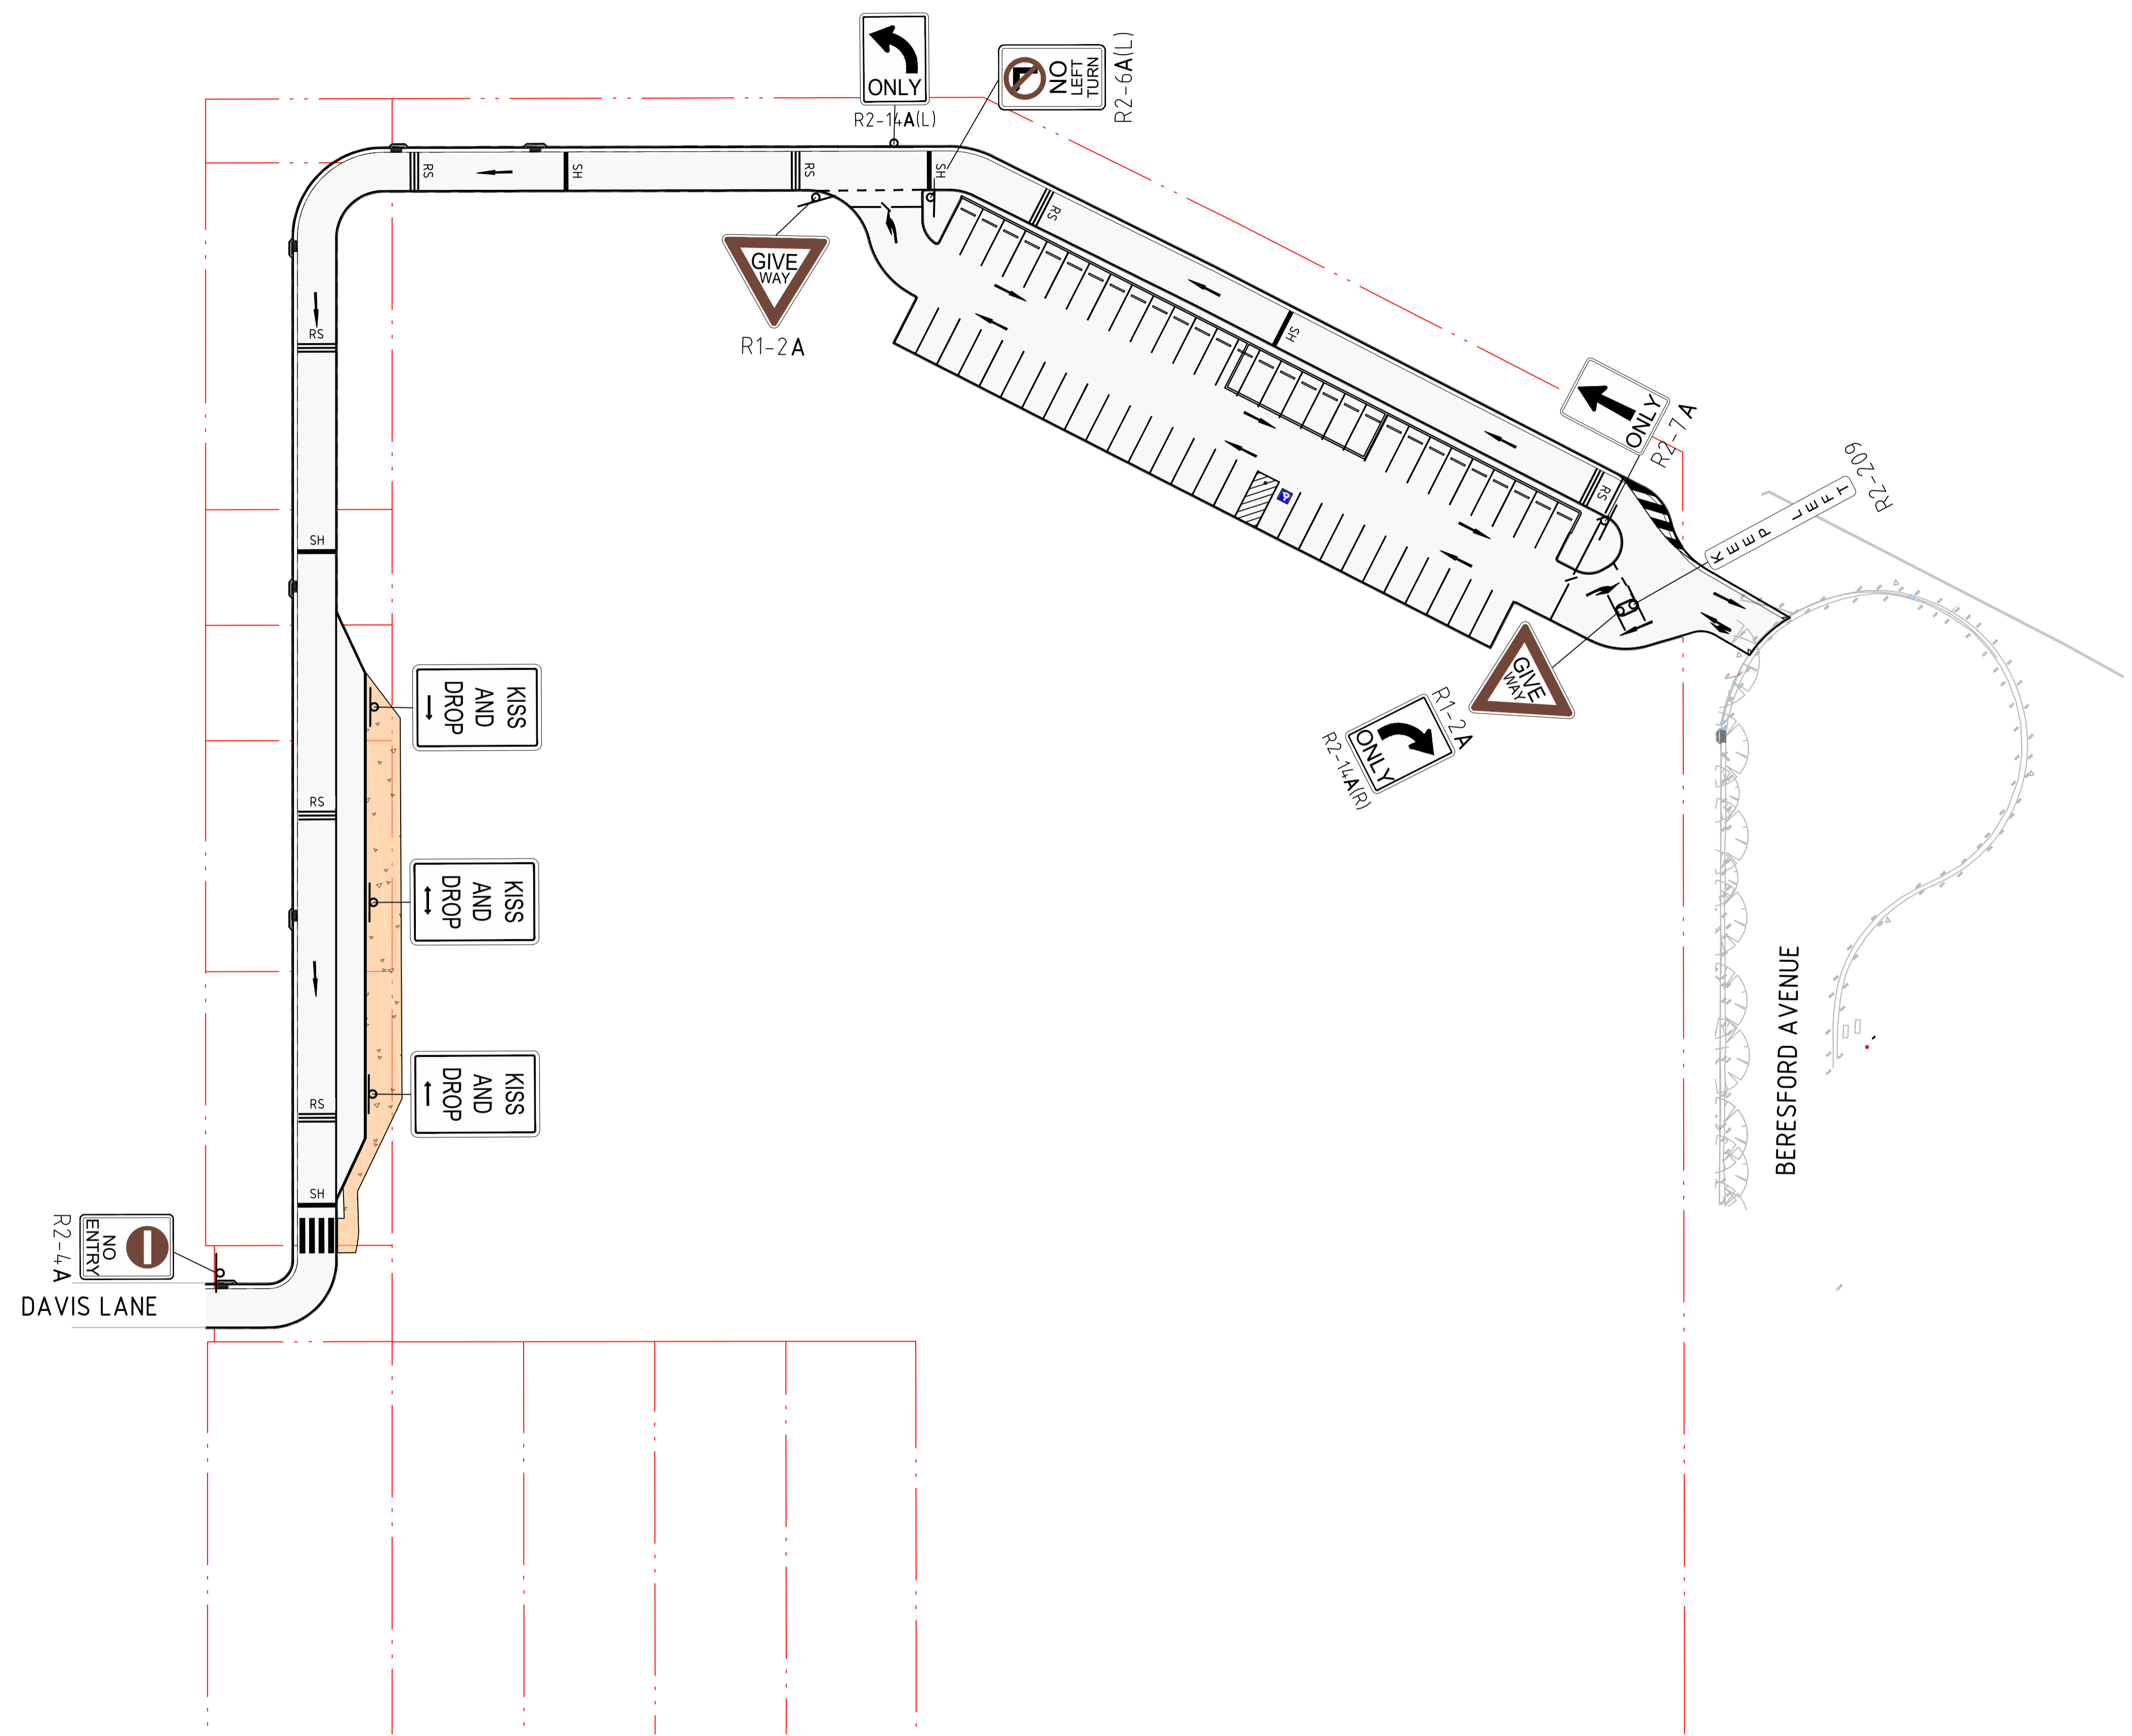 ONLY
R2-14A(L)
NO
LEFT
TURN
R2-6A(L)
RS
SH
RS
SH
RS
GIVE
WAY
R1-2A
SH
ONLY
R2-7A
RS
KEEP LEFT
R2-209
GIVE
WAY
R1-2A
ONLY
R2-14A(R)
RS
SH
KISS
AND
DROP
RS
KISS
AND
DROP
KISS
AND
DROP
RS
SH
NO
ENTRY
R2-4A
DAVIS LANE
BERESFORD AVENUE